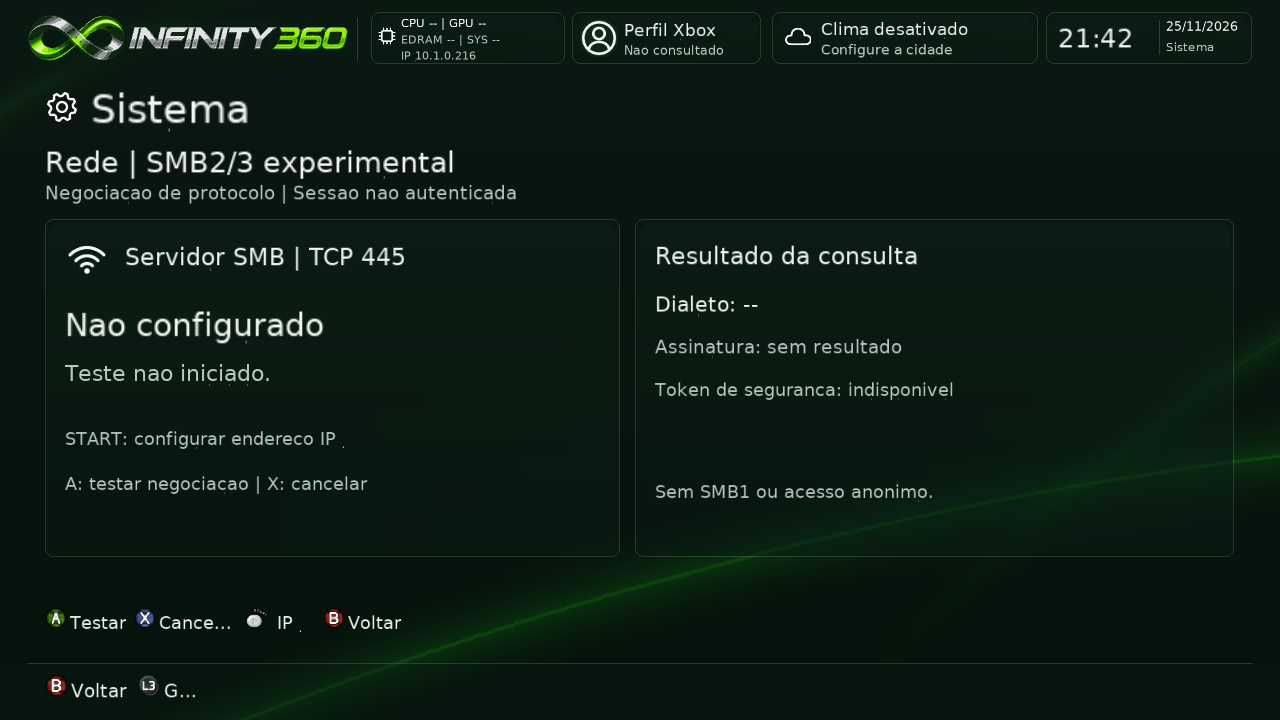 INFINITY 360
CPU -- | GPU --
EDRAM -- | SYS --
IP 10.1.0.216
Perfil Xbox
Nao consultado
Clima desativado
Configure a cidade
21:42
25/11/2026
Sistema
Sistema
Rede | SMB2/3 experimental
Negociacao de protocolo | Sessao nao autenticada
Servidor SMB | TCP 445
Nao configurado
Teste nao iniciado.
START: configurar endereco IP
A: testar negociacao | X: cancelar
Resultado da consulta
Dialeto: --
Assinatura: sem resultado
Token de seguranca: indisponivel
Sem SMB1 ou acesso anonimo.
A Testar X Cance... IP B Voltar
B Voltar L3 G...